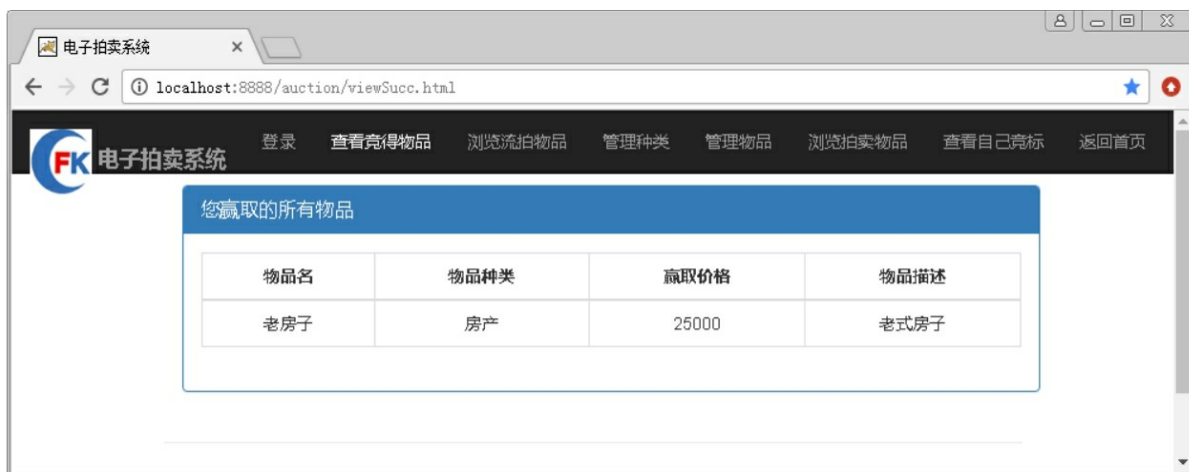 电子拍卖系统
localhost:8888/auction/viewSucc.html
FK 电子拍卖系统 登录 查看竞得物品 浏览流拍物品 管理种类 管理物品 浏览拍卖物品 查看自己竞标 返回首页
您赢取的所有物品
物品名 物品种类 赢取价格 物品描述
老房子 房产 25000 老式房子